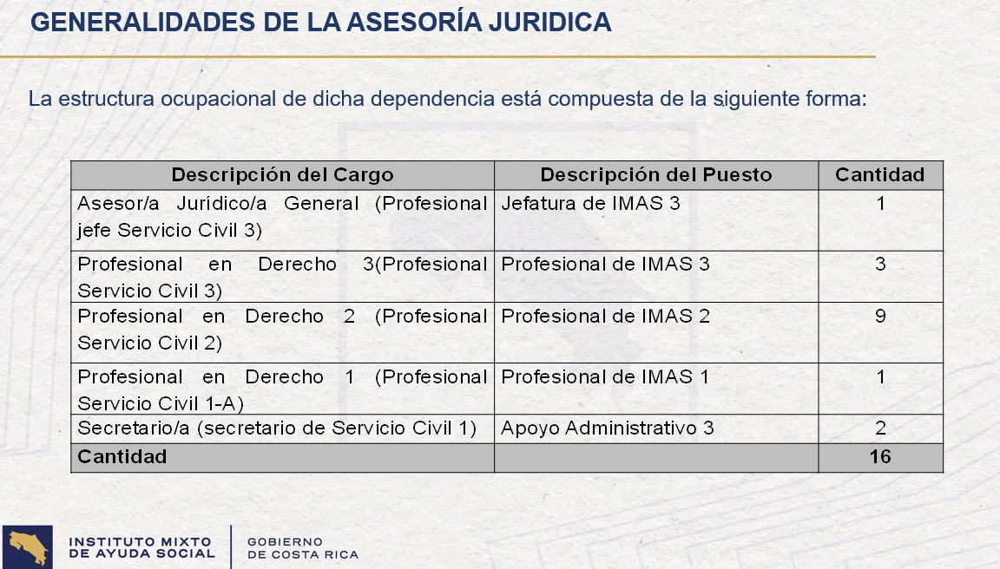 GENERALIDADES DE LA ASESORÍA JURIDICA
La estructura ocupacional de dicha dependencia está compuesta de la siguiente forma:
Descripción del Cargo Descripción del Puesto Cantidad
Asesor/a Jurídico/a General (Profesional Jefatura de IMAS 3 1
jefe Servicio Civil 3)
Profesional en Derecho 3(Profesional Profesional de IMAS 3 3
Servicio Civil 3)
Profesional en Derecho 2 (Profesional Profesional de IMAS 2 9
Servicio Civil 2)
Profesional en Derecho 1 (Profesional Profesional de IMAS 1 1
Servicio Civil 1-A)
Secretario/a (secretario de Servicio Civil 1) Apoyo Administrativo 3 2
Cantidad 16
INSTITUTO MIXTO GOBIERNO
DE AYUDA SOCIAL DE COSTA RICA